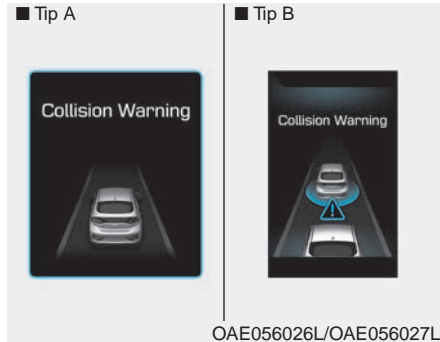 ■ Tip A
■ Tip B
Collision Warning
Collision Warning
OAE056026L/OAE056027L